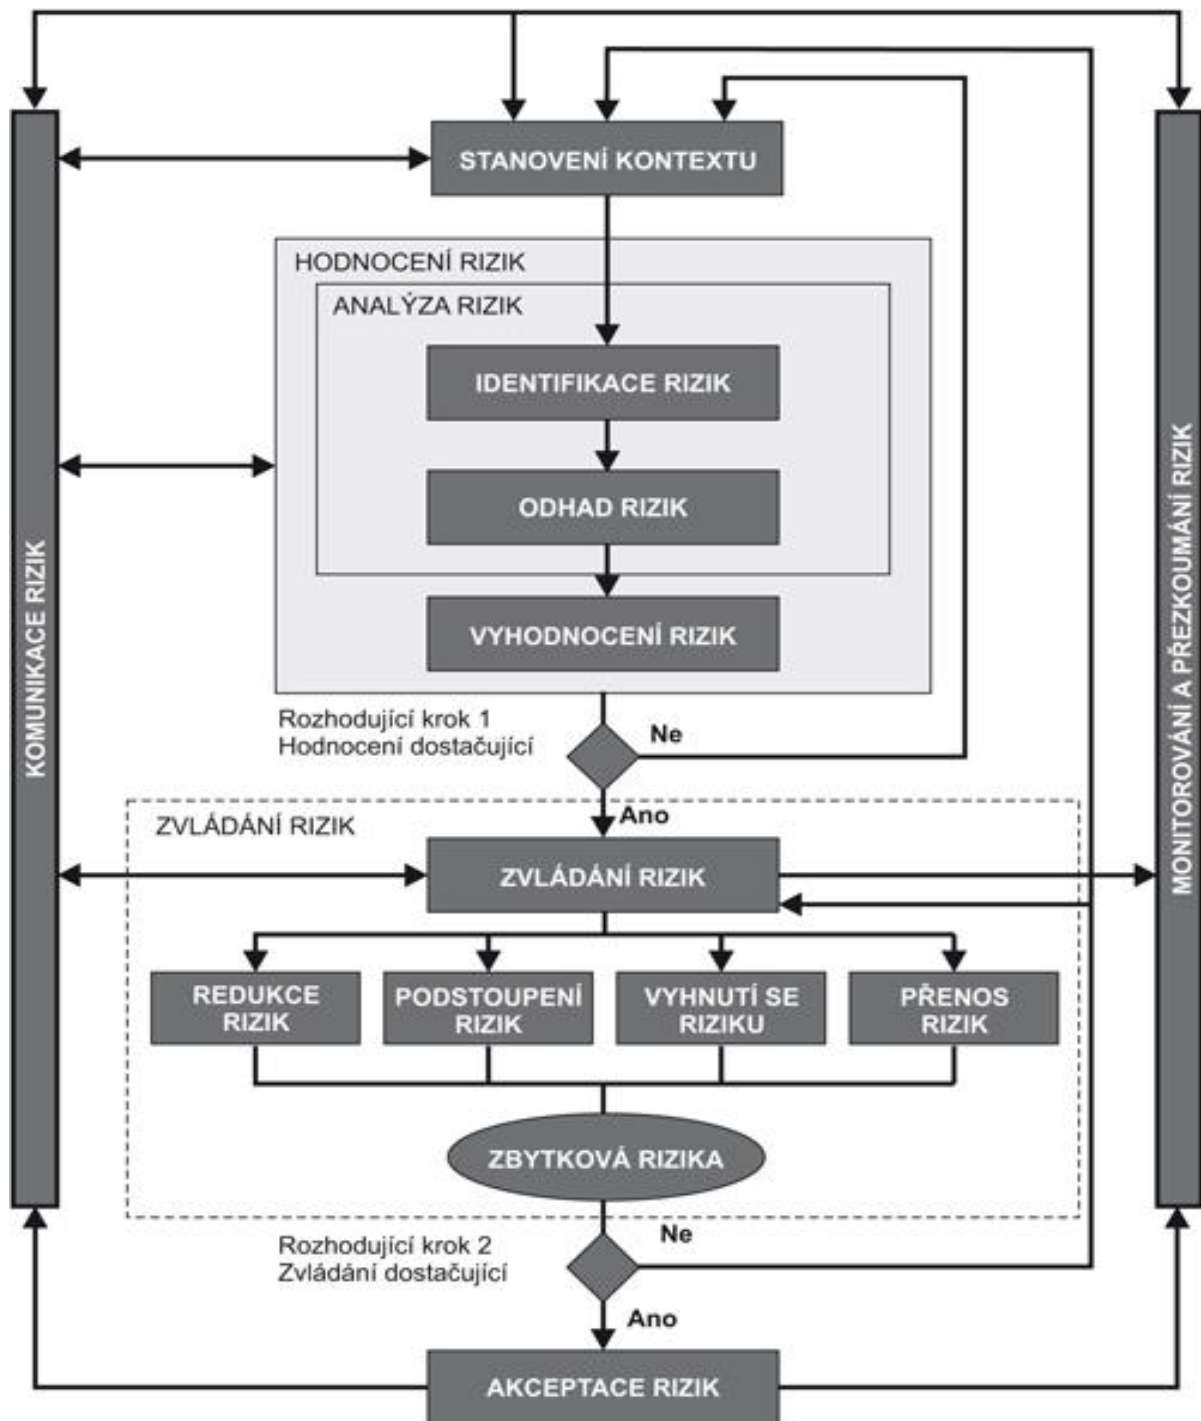 STANOVENÍ KONTEXTU
HODNOCENÍ RIZIK
ANALÝZA RIZIK
IDENTIFIKACE RIZIK
ODHAD RIZIK
VYHODNOCENÍ RIZIK
KOMUNIKACE RIZIK
MONITOROVÁNÍ A PŘEZKOUMÁNÍ RIZIK
Rozhodující krok 1
Hodnocení dostačující
Ne
Ano
ZVLÁDÁNÍ RIZIK
ZVLÁDÁNÍ RIZIK
REDUKCE
RIZIK
PODSTOUPENÍ
RIZIK
VYHNUTÍ SE
RIZIKU
PŘENOS
RIZIK
ZBYTKOVÁ RIZIKA
Rozhodující krok 2
Zvládání dostačující
Ne
Ano
AKCEPTACE RIZIK